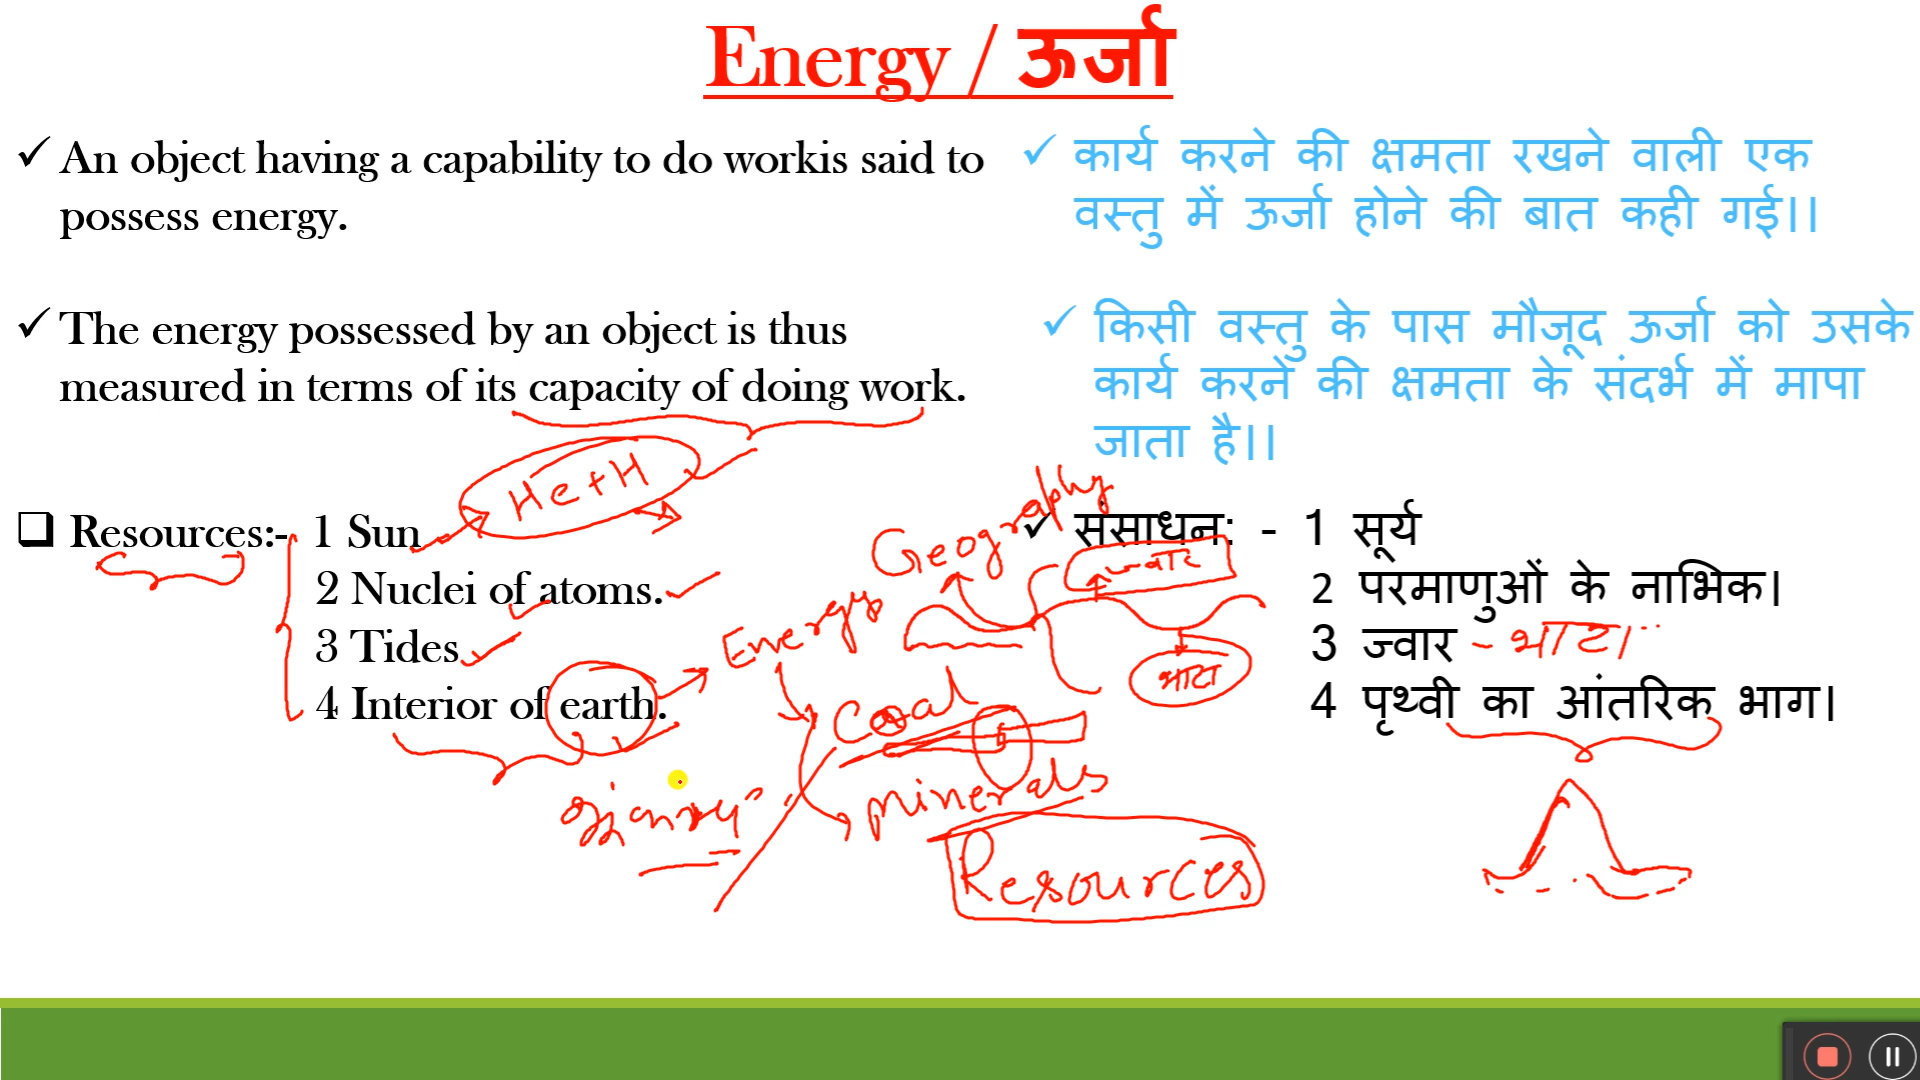 Energy / ऊर्जा
✓ An object having a capability to do workis said to
possess energy.
✓ The energy possessed by an object is thus
measured in terms of its capacity of doing work.
❑ Resources:- 1 Sun
2 Nuclei of atoms.
3 Tides
4 Interior of earth.
✓ कार्य करने की क्षमता रखने वाली एक
वस्तु में ऊर्जा होने की बात कही गई।।
✓ किसी वस्तु के पास मौजूद ऊर्जा को उसके
कार्य करने की क्षमता के संदर्भ में मापा
जाता है।।
✓ संसाधन: - 1 सूर्य
2 परमाणुओं के नाभिक।
3 ज्वार - भाटा
4 पृथ्वी का आंतरिक भाग।
He+H
Geography
ज्वार
Energy
भाटा
Coal
minerals
Resources